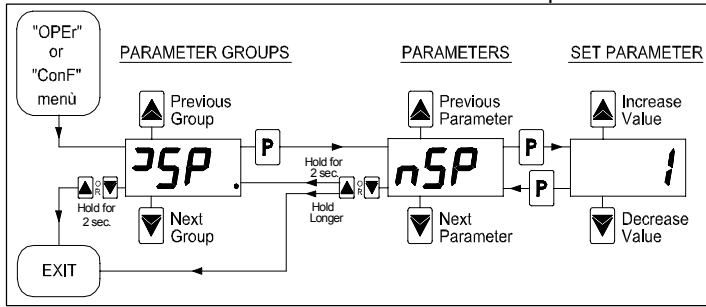 "OPEr"
or
"ConF"
menù
PARAMETER GROUPS
PARAMETERS
SET PARAMETER
Previous
Group
Previous
Parameter
Increase
Value
P
P
Hold for
2 sec.
ᆿSP.
nSP
1
P
OR
Hold for
2 sec.
OR
Hold
Longer
Next
Group
Next
Parameter
Decrease
Value
EXIT